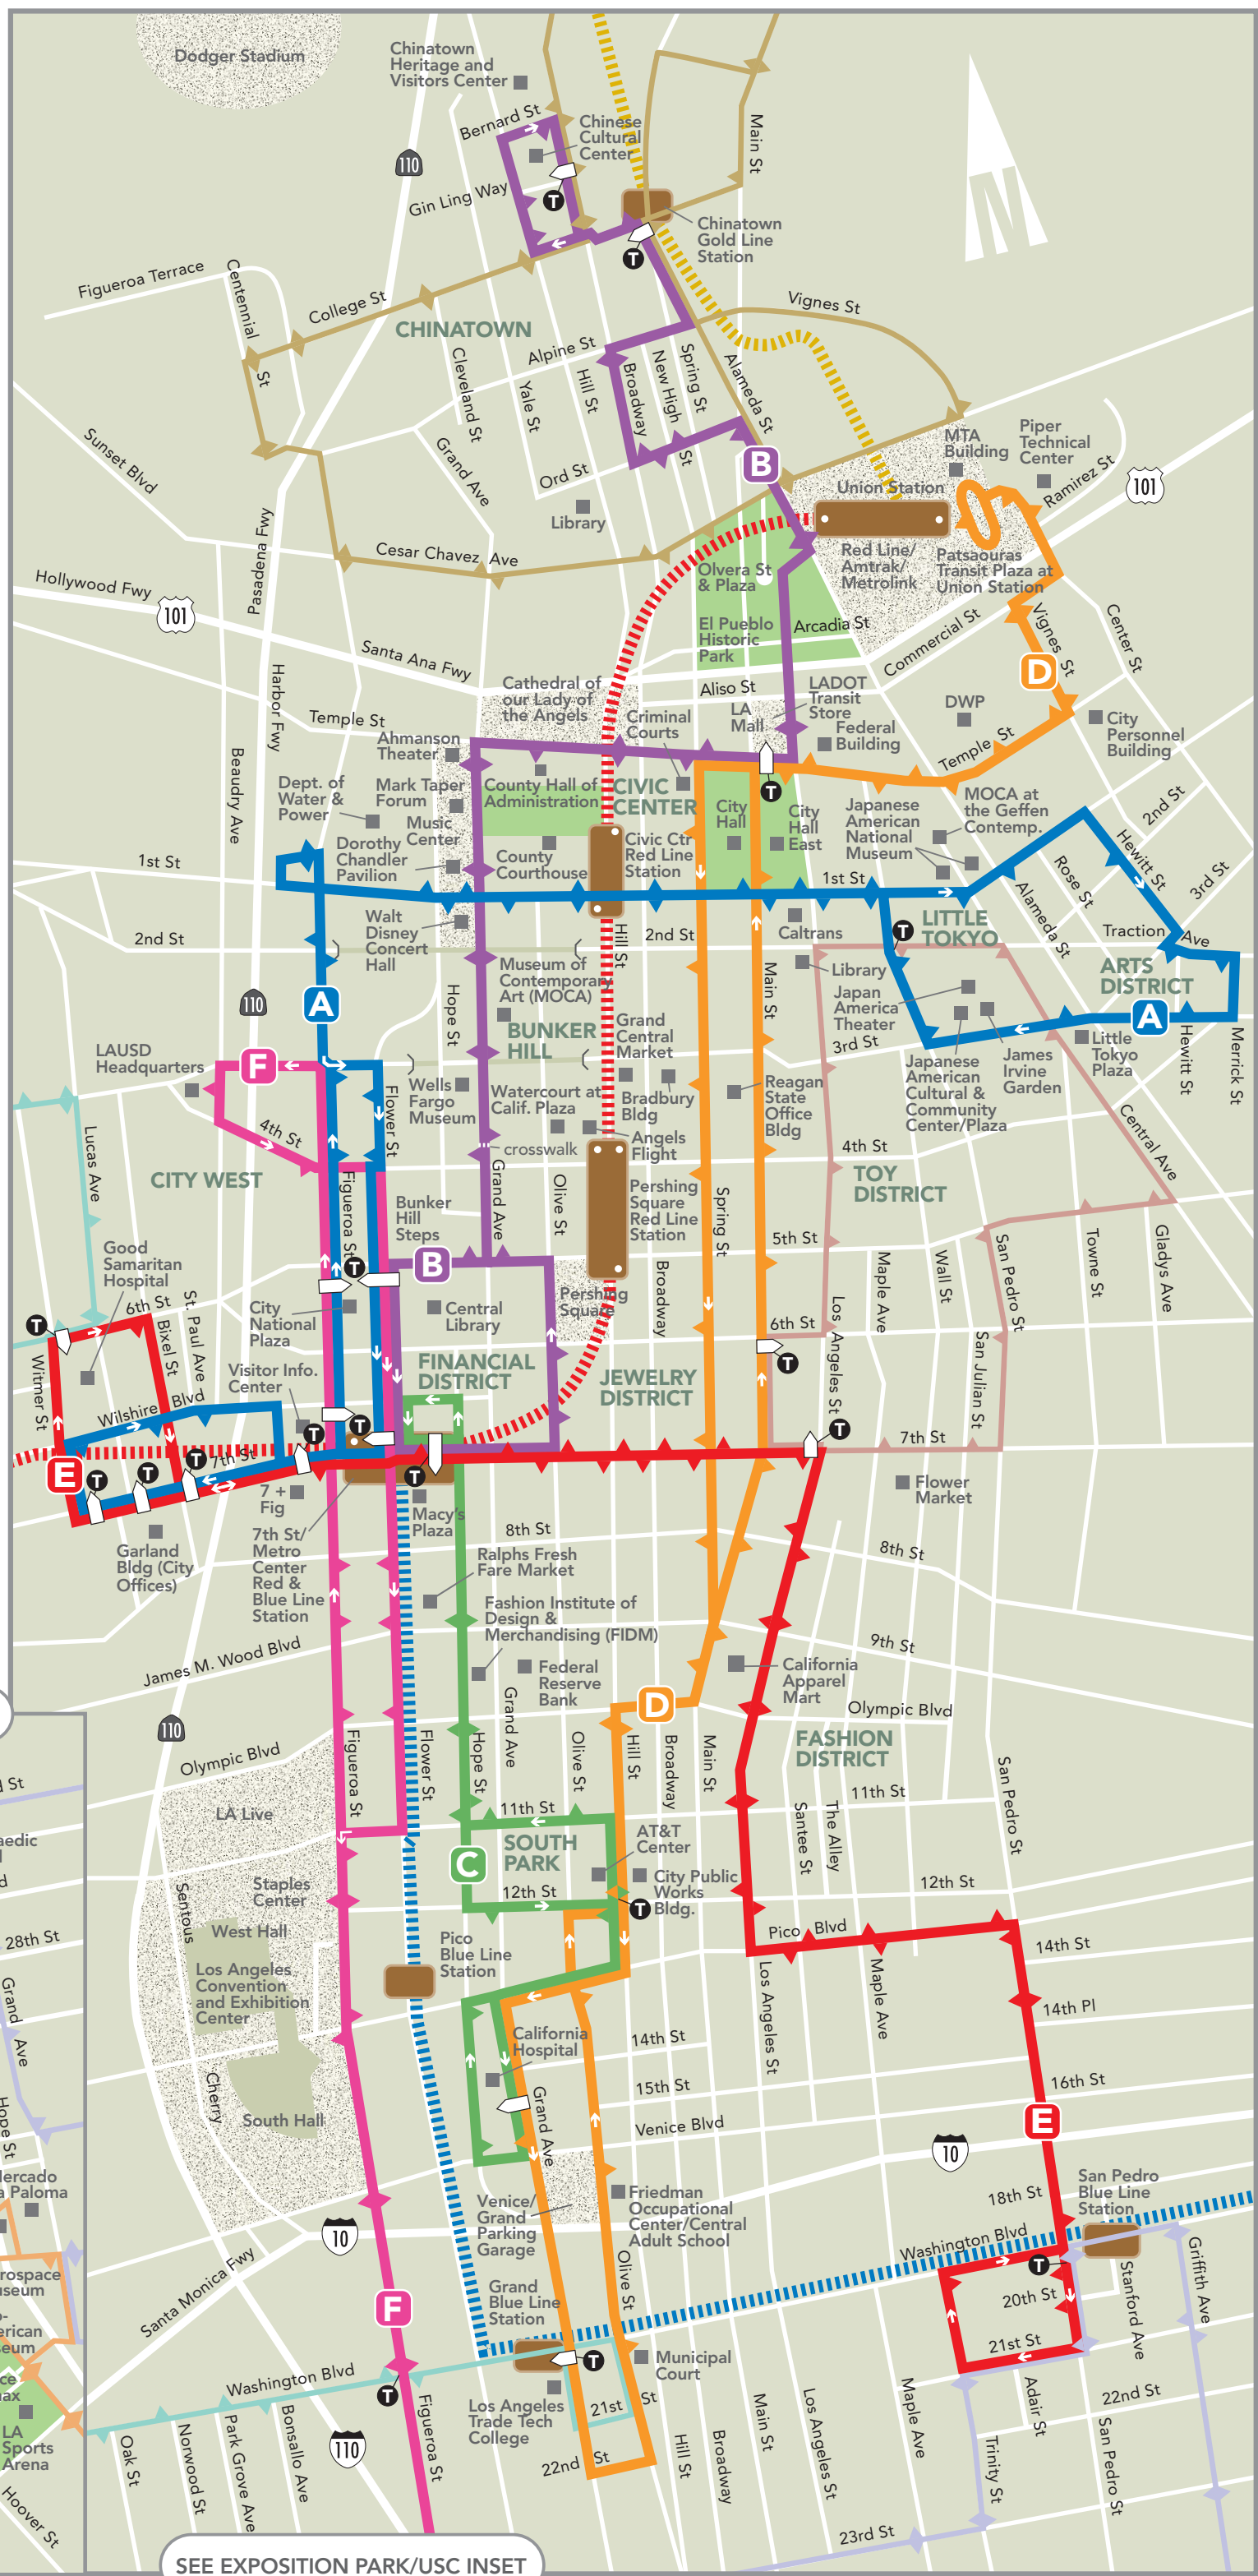 Dodger Stadium
Chinatown
Heritage and
Visitors Center
Bernard St
Chinese
Cultural
Center
Main St
110
Gin Ling Way
T
Chinatown
Gold Line
Station
T
N
Figueroa Terrace
Centennial
St
College St
CHINATOWN
Vignes St
Alpine St
Cleveland St
Yale St
Hill St
Broadway
New High
St
Spring St
Alameda St
Sunset Blvd
Grand Ave
Ord St
Library
B
MTA
Building
Piper
Technical
Center
Ramirez St
101
Union Station
Red Line/
Amtrak/
Metrolink
Patsaouras
Transit Plaza at
Union Station
Pasadena Fwy
Cesar Chavez Ave
Olvera St
& Plaza
Hollywood Fwy
101
El Pueblo
Historic
Park
Arcadia St
Commercial St
Vignes St
Center St
Santa Ana Fwy
D
Harbor Fwy
Cathedral of
our Lady of
the Angels
Aliso St
LADOT
Transit
Store
LA
Mall
DWP
City
Personnel
Building
Temple St
Criminal
Courts
Federal
Building
Temple St
Ahmanson
Theater
Beaudry Ave
Dept. of
Water &
Power
Mark Taper
Forum
County Hall of
Administration
CIVIC
CENTER
T
Music
Center
City
Hall
City
Hall
East
Japanese
American
National
Museum
MOCA at
the Geffen
Contemp.
2nd St
Dorothy
Chandler
Pavilion
County
Courthouse
Civic Ctr
Red Line
Station
Hewitt St
Rose St
3rd St
1st St
1st St
Alameda St
Walt
Disney
Concert
Hall
Caltrans
T
LITTLE
TOKYO
Traction
Ave
2nd St
Hill St
2nd St
Museum of
Contemporary
Art (MOCA)
Main St
Library
Japan
America
Theater
ARTS
DISTRICT
110
A
Hope St
BUNKER
HILL
Grand
Central
Market
3rd St
A
LAUSD
Headquarters
F
Japanese
American
Cultural &
Community
Center/Plaza
James
Irvine
Garden
Little
Tokyo
Plaza
Hewitt St
Merrick St
Flower St
Wells
Fargo
Museum
Watercourt at
Calif. Plaza
Bradbury
Bldg
Reagan
State
Office
Bldg
Lucas Ave
4th St
crosswalk
Angels
Flight
4th St
Central Ave
CITY WEST
Figueroa St
Grand Ave
Olive St
Pershing
Square
Red Line
Station
Spring St
TOY
DISTRICT
Bunker
Hill
Steps
5th St
San Pedro St
Towne St
Gladys Ave
Good
Samaritan
Hospital
T
B
Pershing
Square
Broadway
Maple Ave
Wall St
6th St
St. Paul Ave
City
National
Plaza
Central
Library
Los Angeles St
T
Bixel St
6th St
San Julian St
Witmer St
Visitor Info.
Center
FINANCIAL
DISTRICT
JEWELRY
DISTRICT
T
Wilshire Blvd
T
T
T
7th St
E
T
T
T
7th St
T
7 +
Fig
Macy's
Plaza
Flower
Market
7th St/
Metro
Center
Red &
Blue Line
Station
8th St
8th St
Garland
Bldg (City
Offices)
Ralphs Fresh
Fare Market
Fashion Institute of
Design &
Merchandising (FIDM)
James M. Wood Blvd
9th St
Federal
Reserve
Bank
California
Apparel
Mart
110
D
Olympic Blvd
Olympic Blvd
Figueroa St
Flower St
Hope St
Grand Ave
Olive St
Hill St
Broadway
Main St
FASHION
DISTRICT
San Pedro St
d St
LA Live
11th St
11th St
Santee St
The Alley
aedic
SOUTH
PARK
AT&T
Center
C
Staples
Center
City Public
Works
Bldg.
12th St
T
12th St
Sentous
West Hall
Pico Blvd
28th St
Pico
Blue Line
Station
14th St
Los Angeles
Convention
and Exhibition
Center
Los Angeles St
Maple Ave
14th Pl
Grand Ave
California
Hospital
14th St
Cherry
15th St
16th St
Hope St
South Hall
Grand Ave
Venice Blvd
E
10
ercado
a Paloma
Venice/
Grand
Parking
Garage
Friedman
Occupational
Center/Central
Adult School
18th St
San Pedro
Blue Line
Station
10
Washington Blvd
T
Griffith Ave
Santa Monica Fwy
rospace
useum
Olive St
20th St
Stanford Ave
Grand
Blue Line
Station
F
erican
eum
21st St
T
Municipal
Court
Washington Blvd
T
Figueroa St
Los Angeles
Trade Tech
College
21st
St
Maple Ave
Adair St
22nd St
LA
Sports
Arena
Oak St
Norwood St
Park Grove Ave
Bonsallo Ave
110
22nd St
Hill St
Broadway
Main St
Los Angeles St
Trinity St
San Pedro St
Hoover St
23rd St
SEE EXPOSITION PARK/USC INSET